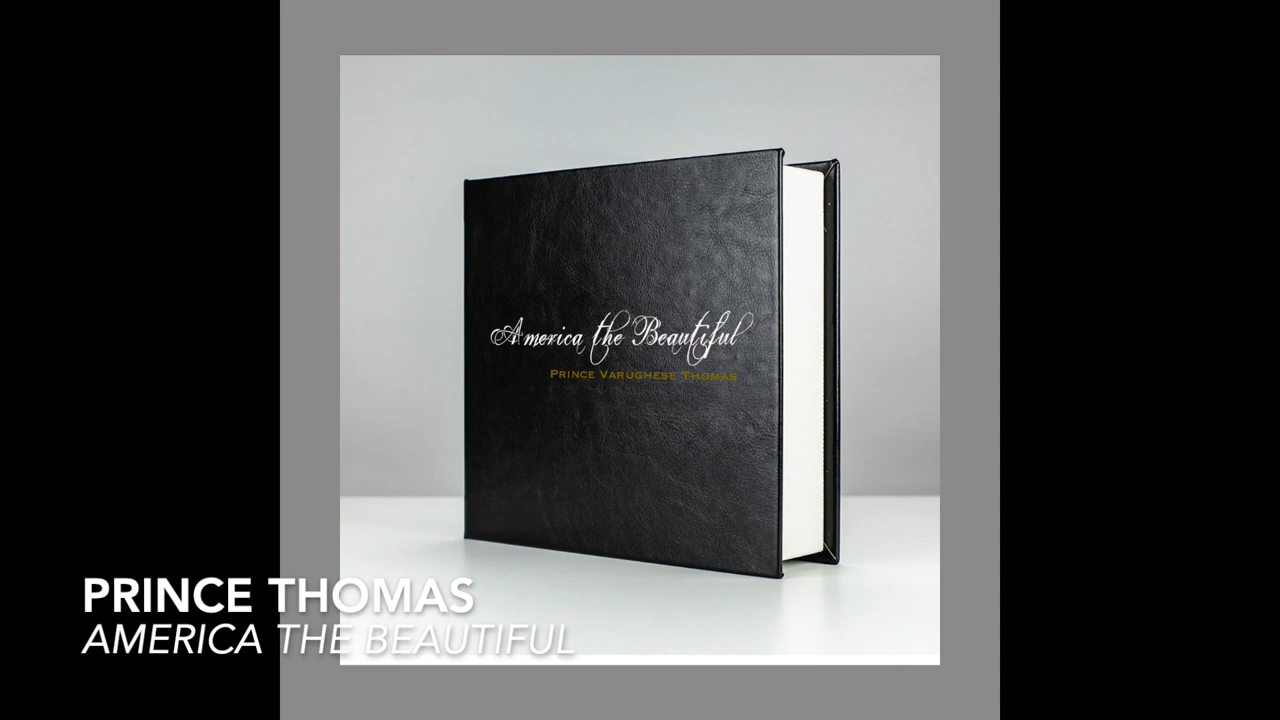 America the Beautiful
PRINCE VARUGHESE THOMAS
PRINCE THOMAS
AMERICA THE BEAUTIFUL